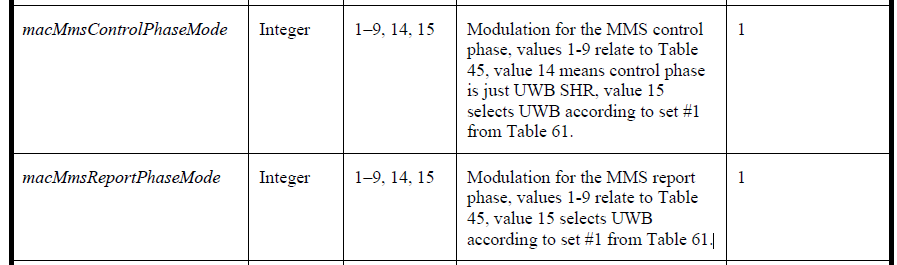 macMmsControlPhaseMode Integer 1–9, 14, 15 Modulation for the MMS control 1
phase, values 1-9 relate to Table
45, value 14 means control phase
is just UWB SHR, value 15
selects UWB according to set #1
from Table 61.
macMmsReportPhaseMode Integer 1–9, 14, 15 Modulation for the MMS report 1
phase, values 1-9 relate to Table
45, value 15 selects UWB
according to set #1 from Table 61.